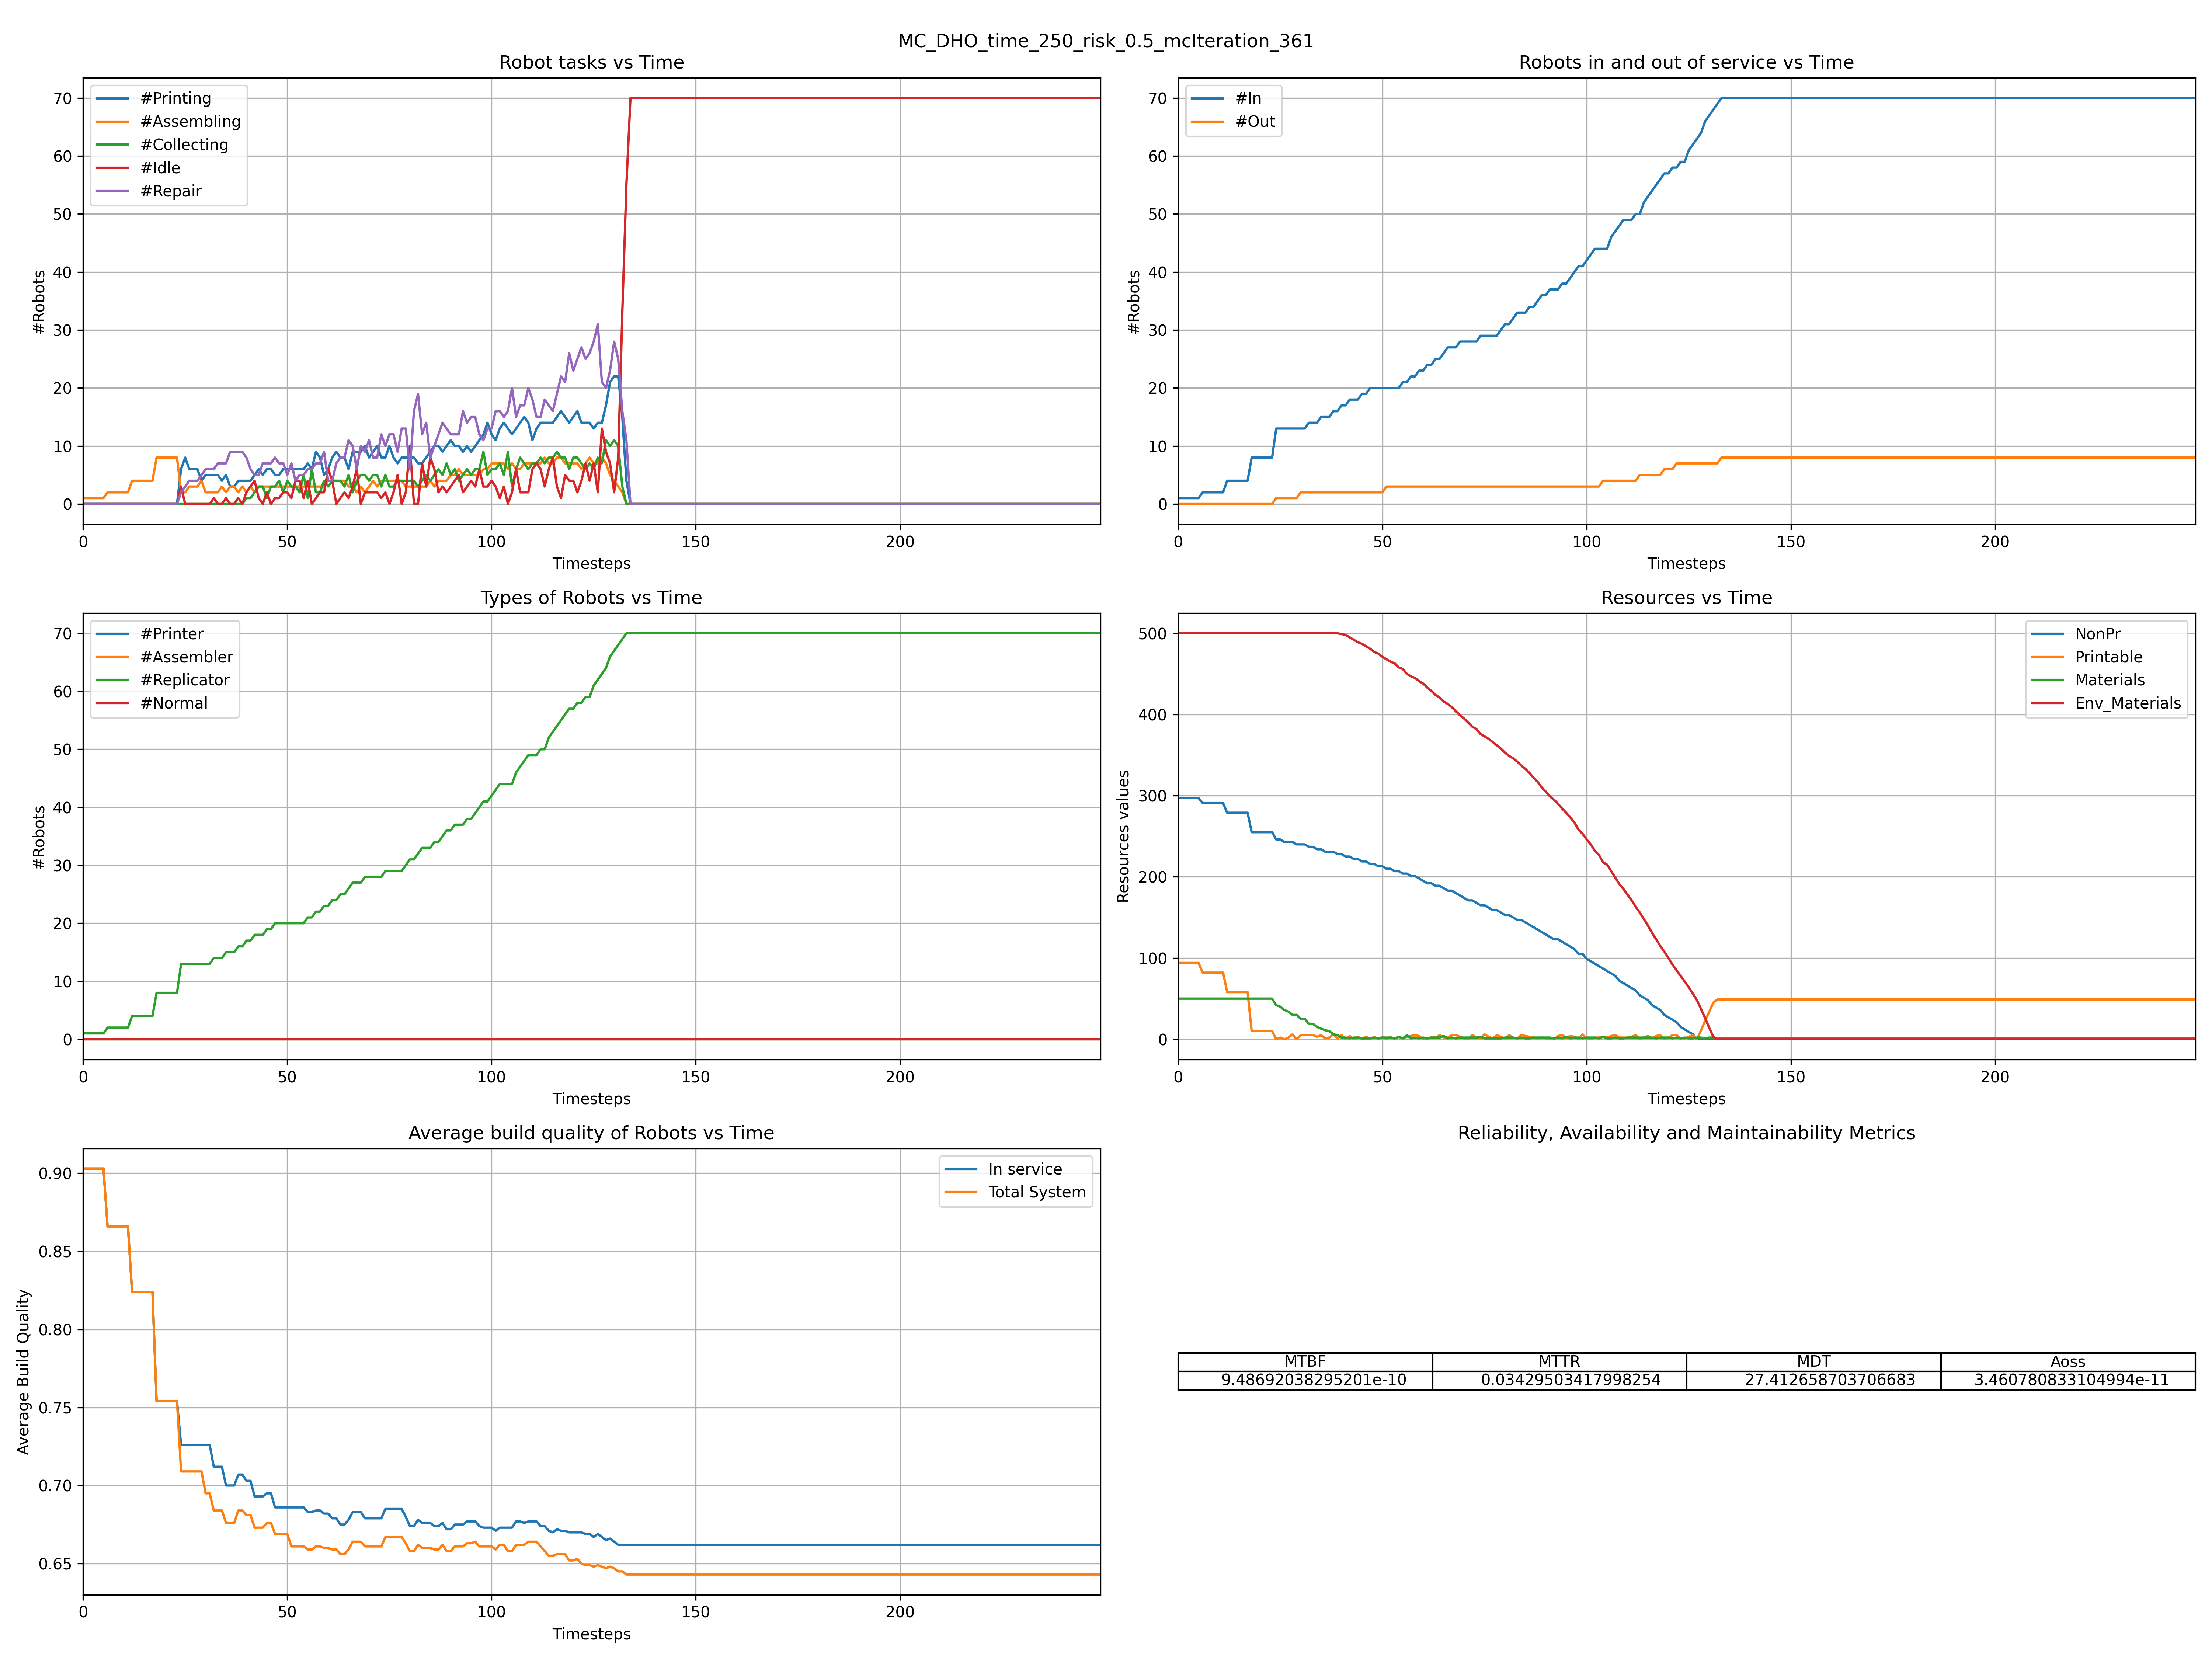 MC_DHO_time_250_risk_0.5_mcIteration_361
Robot tasks vs Time
#Printing
#Assembling
#Collecting
#Idle
#Repair
70
60
50
40
30
20
10
0
#Robots
0 50 100 150 200
Timesteps
Robots in and out of service vs Time
#In
#Out
70
60
50
40
30
20
10
0
#Robots
0 50 100 150 200
Timesteps
Types of Robots vs Time
#Printer
#Assembler
#Replicator
#Normal
70
60
50
40
30
20
10
0
#Robots
0 50 100 150 200
Timesteps
Resources vs Time
NonPr
Printable
Materials
Env_Materials
500
400
300
200
100
0
Resources values
0 50 100 150 200
Timesteps
Average build quality of Robots vs Time
In service
Total System
0.90
0.85
0.80
0.75
0.70
0.65
Average Build Quality
0 50 100 150 200
Timesteps
Reliability, Availability and Maintainability Metrics
MTBF MTTR MDT Aoss
9.48692038295201e-10 0.03429503417998254 27.412658703706683 3.460780833104994e-11